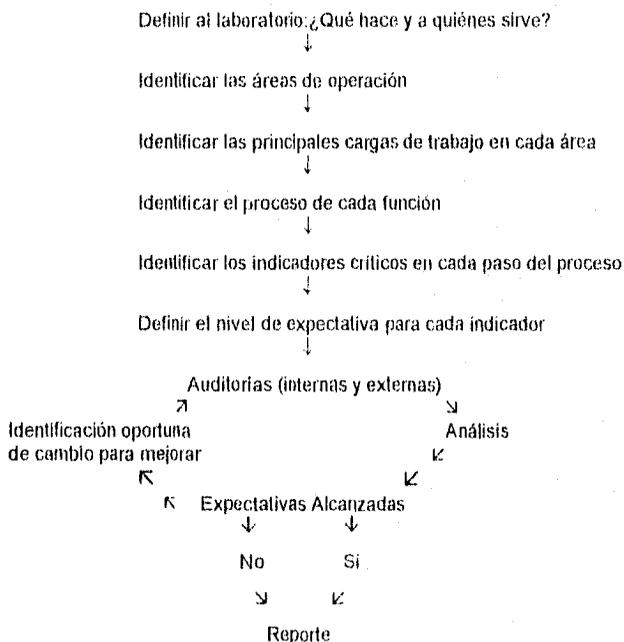 Definir al laboratorio:¿Qué hace y a quiénes sirve?
↓
Identificar las áreas de operación
↓
Identificar las principales cargas de trabajo en cada área
↓
Identificar el proceso de cada función
↓
Identificar los indicadores críticos en cada paso del proceso
↓
Definir el nivel de expectativa para cada indicador
↓
Auditorías (internas y externas)
Identificación oportuna
de cambio para mejorar
Análisis
Expectativas Alcanzadas
No
Si
Reporte